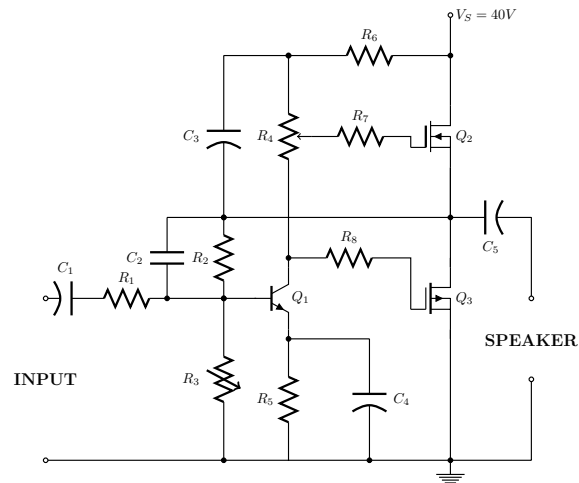 V_S = 40V
R_6
R_4
R_7
C_3
Q_2
C_2
R_2
R_8
C_5
C_1
R_1
Q_1
Q_3
SPEAKER
INPUT
R_3
R_5
C_4